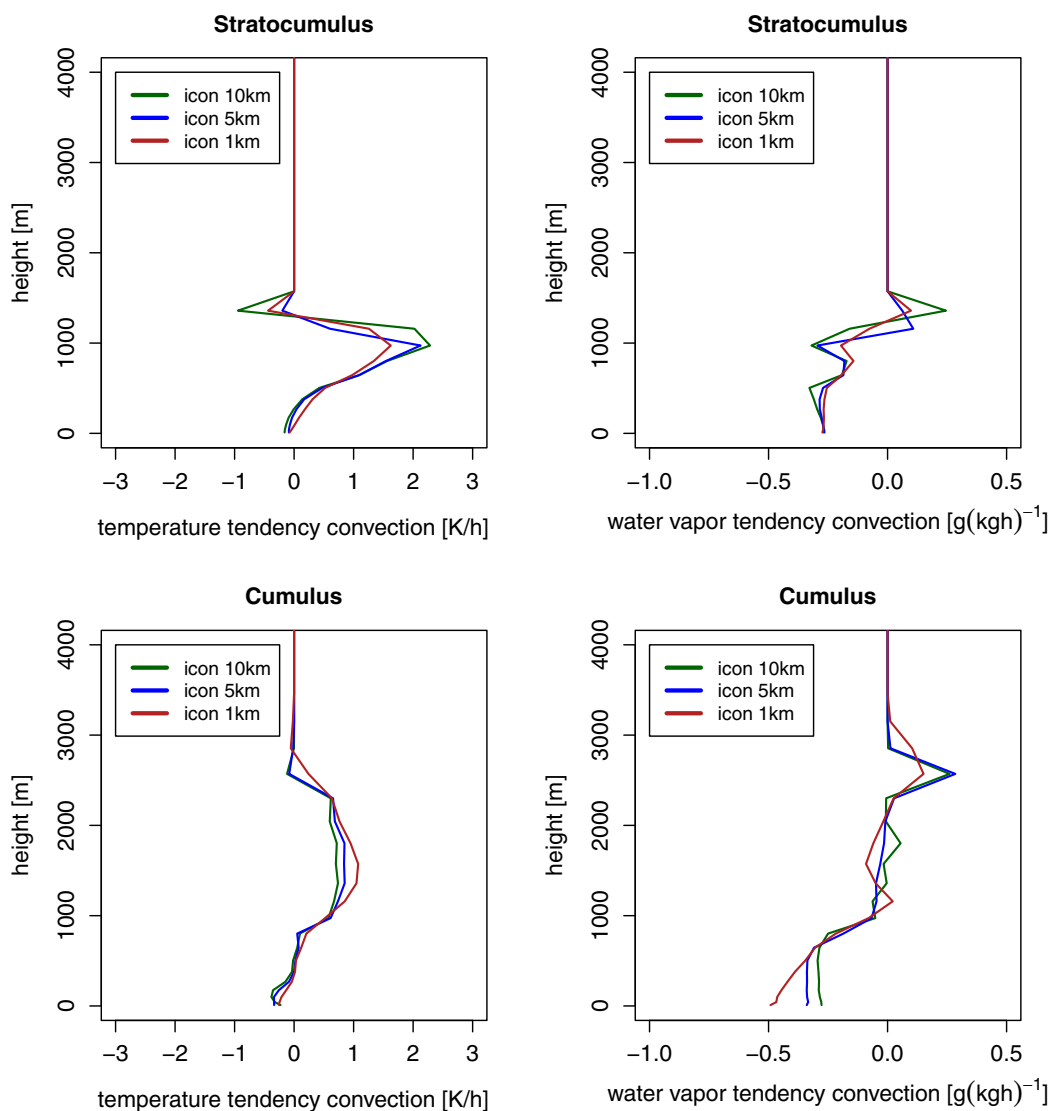 Stratocumulus
4000
3000
2000
1000
0
height [m]
icon 10km
icon 5km
icon 1km
−3 −2 −1 0 1 2 3
temperature tendency convection [K/h]
Stratocumulus
4000
3000
2000
1000
0
height [m]
icon 10km
icon 5km
icon 1km
−1.0 −0.5 0.0 0.5
water vapor tendency convection [g(kgh)⁻¹]
Cumulus
4000
3000
2000
1000
0
height [m]
icon 10km
icon 5km
icon 1km
−3 −2 −1 0 1 2 3
temperature tendency convection [K/h]
Cumulus
4000
3000
2000
1000
0
height [m]
icon 10km
icon 5km
icon 1km
−1.0 −0.5 0.0 0.5
water vapor tendency convection [g(kgh)⁻¹]